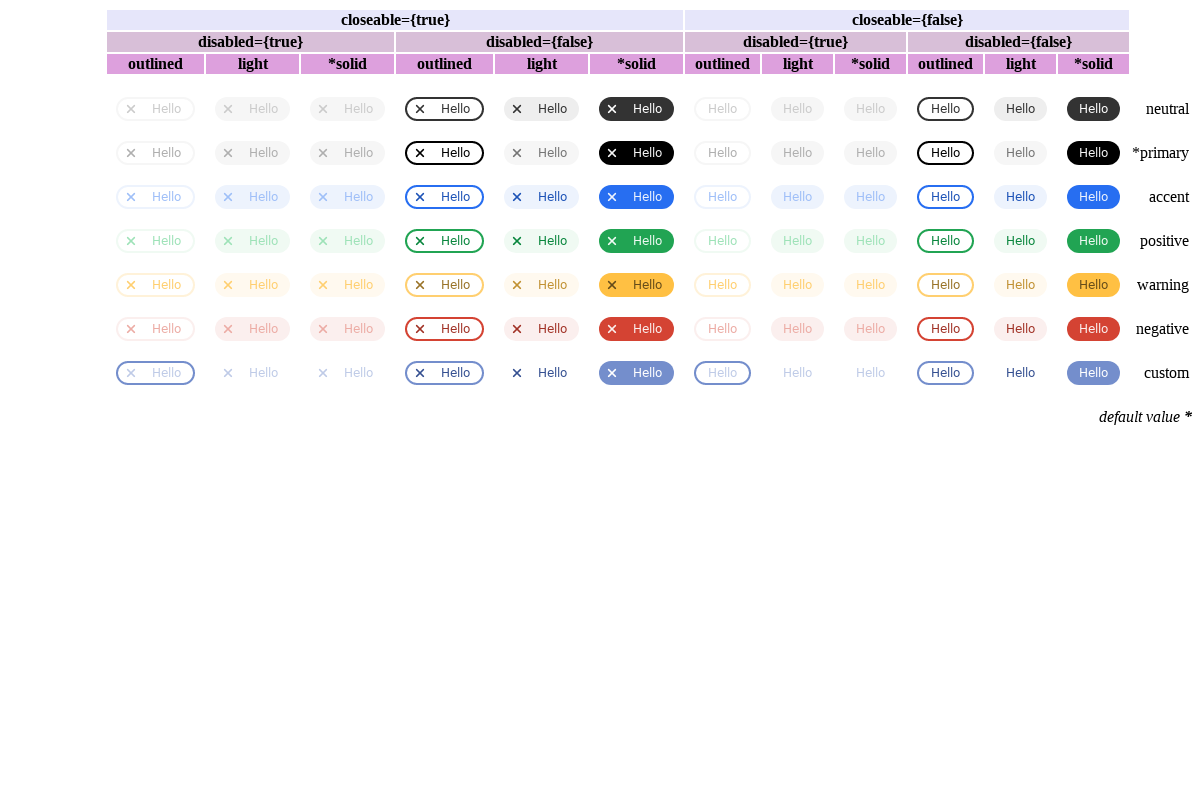 closeable={true} closeable={false}
disabled={true} disabled={false} disabled={true} disabled={false}
outlined light *solid outlined light *solid outlined light *solid outlined light *solid
Hello Hello Hello Hello Hello Hello Hello Hello Hello Hello Hello Hello neutral
Hello Hello Hello Hello Hello Hello Hello Hello Hello Hello Hello Hello *primary
Hello Hello Hello Hello Hello Hello Hello Hello Hello Hello Hello Hello accent
Hello Hello Hello Hello Hello Hello Hello Hello Hello Hello Hello Hello positive
Hello Hello Hello Hello Hello Hello Hello Hello Hello Hello Hello Hello warning
Hello Hello Hello Hello Hello Hello Hello Hello Hello Hello Hello Hello negative
Hello Hello Hello Hello Hello Hello Hello Hello Hello Hello Hello Hello custom
default value *